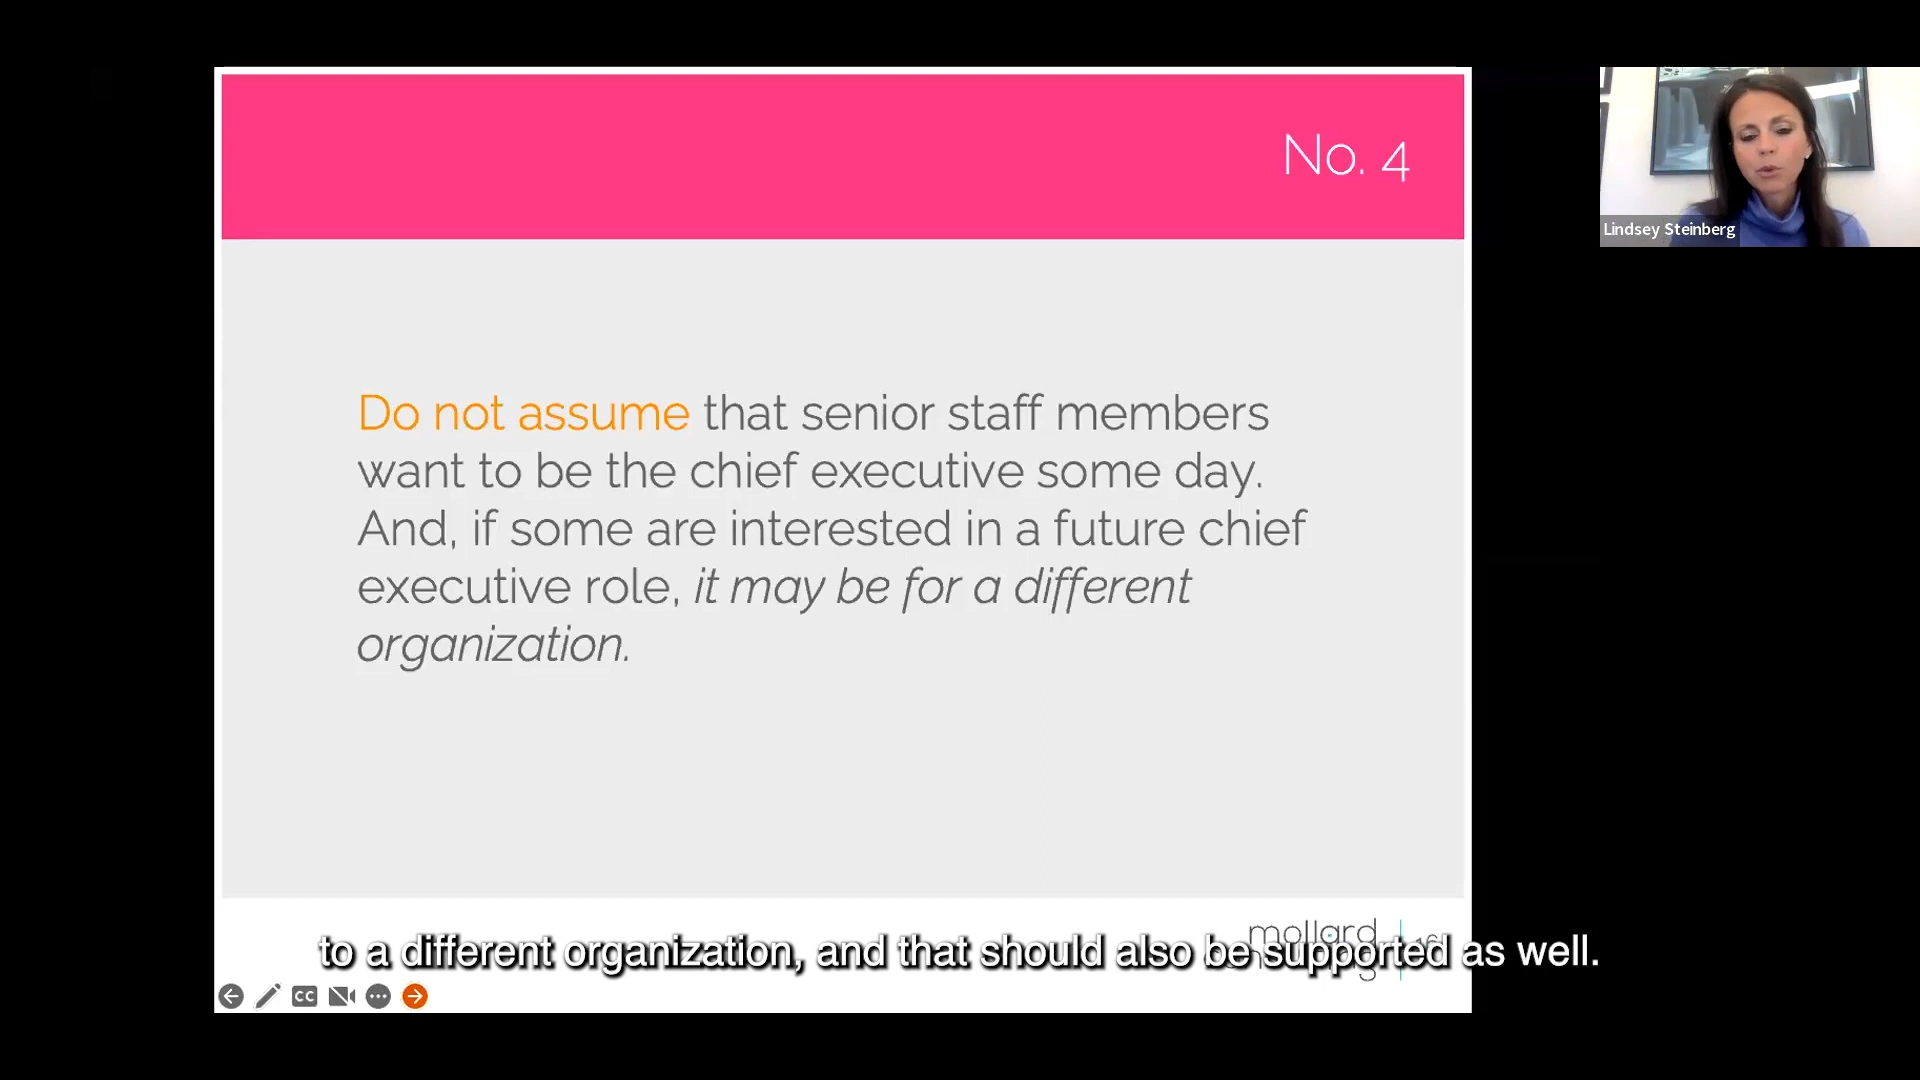 No. 4
Lindsey Steinberg
Do not assume that senior staff members
want to be the chief executive some day.
And, if some are interested in a future chief
executive role, it may be for a different
organization.
mollard
to a different organization, and that should also be supported as well.
CC